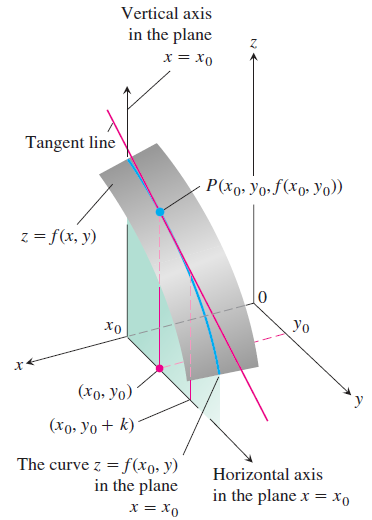 Vertical axis
in the plane
x = x₀
z
Tangent line
P(x₀, y₀, f(x₀, y₀))
z = f(x, y)
0
x₀
y₀
x
(x₀, y₀)
y
(x₀, y₀ + k)
The curve z = f(x₀, y)
in the plane
x = x₀
Horizontal axis
in the plane x = x₀